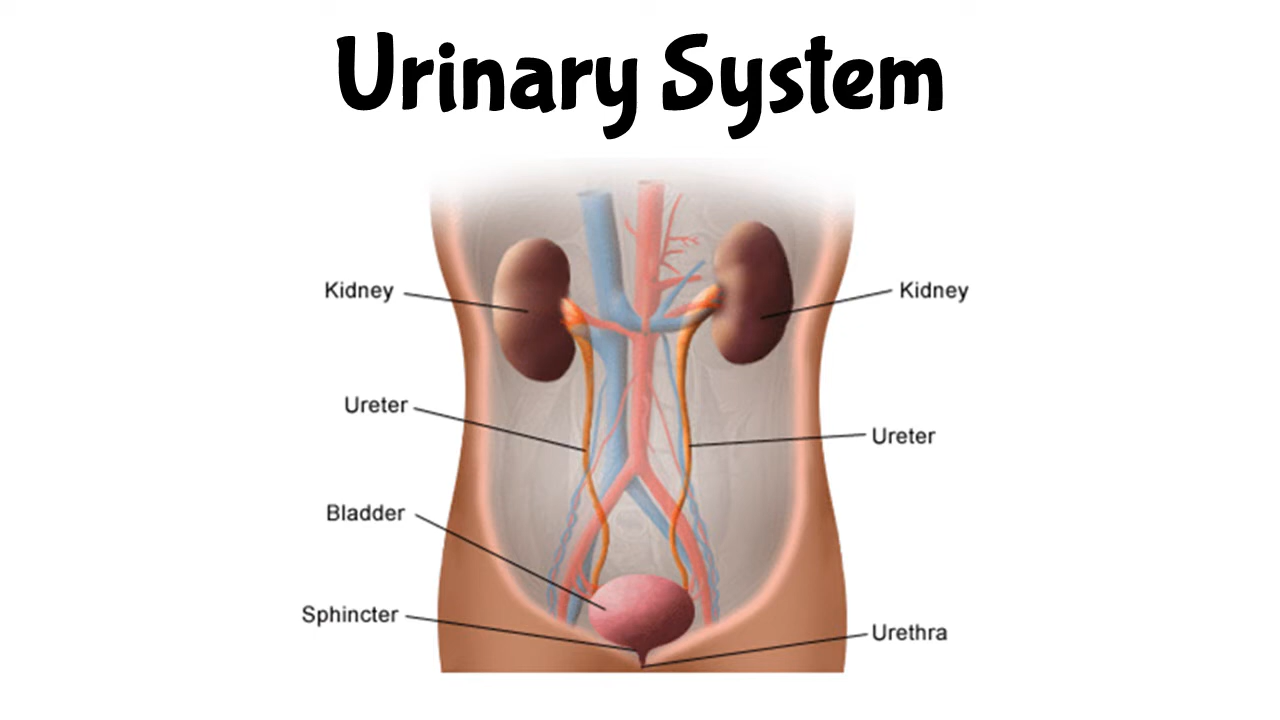 Urinary System
Kidney
Kidney
Ureter
Ureter
Bladder
Sphincter
Urethra